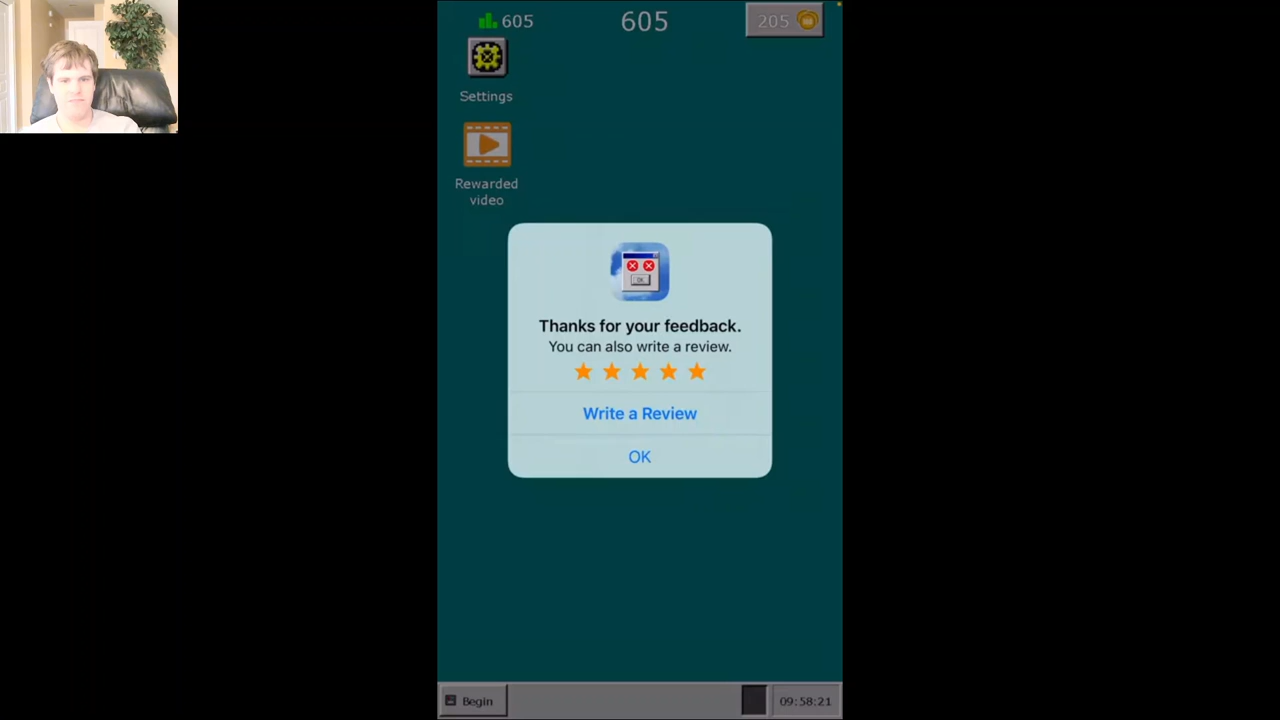 605
605
205
Settings
Rewarded
video
Thanks for your feedback.
You can also write a review.
Write a Review
OK
Begin
09:58:21